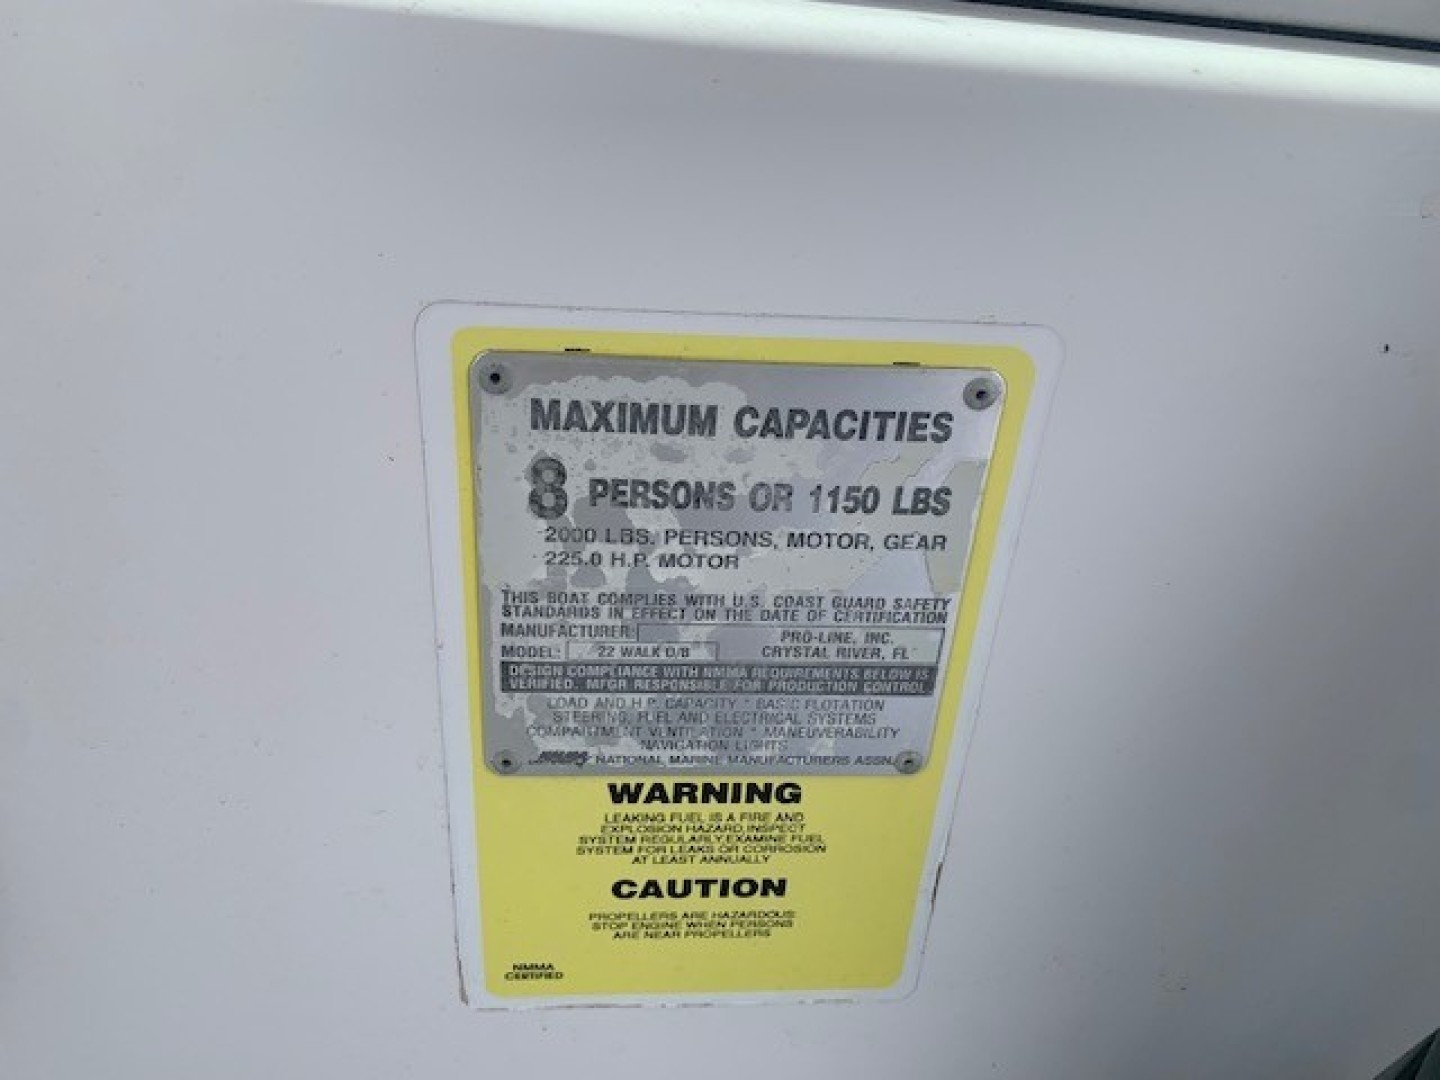 MAXIMUM CAPACITIES
8 PERSONS OR 1150 LBS
2000 LBS. PERSONS, MOTOR, GEAR
225.0 H.P. MOTOR
THIS BOAT COMPLIES WITH U.S. COAST GUARD SAFETY
STANDARDS IN EFFECT ON THE DATE OF CERTIFICATION
MANUFACTURER: PRO-LINE, INC.
MODEL: 22 WALK O/B CRYSTAL RIVER, FL
DESIGN COMPLIANCE WITH NMMA REQUIREMENTS BELOW IS
VERIFIED. MFGR RESPONSIBLE FOR PRODUCTION CONTROL
LOAD AND H.P. CAPACITY * BASIC FLOTATION
STEERING, FUEL AND ELECTRICAL SYSTEMS
COMPARTMENT VENTILATION * MANEUVERABILITY
NAVIGATION LIGHTS
NATIONAL MARINE MANUFACTURERS ASSN.
WARNING
LEAKING FUEL IS A FIRE AND
EXPLOSION HAZARD, INSPECT
SYSTEM REGULARLY, EXAMINE FUEL
SYSTEM FOR LEAKS OR CORROSION
AT LEAST ANNUALLY
CAUTION
PROPELLERS ARE HAZARDOUS
STOP ENGINE WHEN PERSONS
ARE NEAR PROPELLERS
NMMA
CERTIFIED